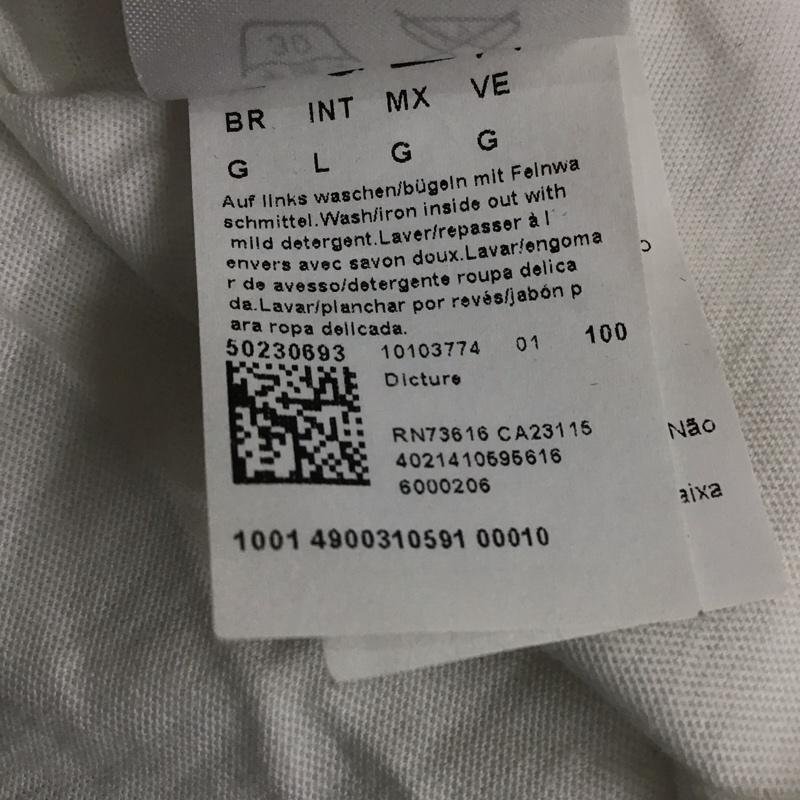 30
BR INT MX VE
G L G G
Auf links waschen/bügeln mit Feinwa
schmittel.Wash/iron inside out with
mild detergent.Laver/repasser à l'
envers avec savon doux.Lavar/engoma
r de avesso/detergente roupa delica
da.Lavar/planchar por revés/jabón p
ara ropa delicada.
50230693 10103774 01 100
Dicture
RN73616 CA23115
4021410595616
6000206
1001 4900310591 00010
o
Não
aixa